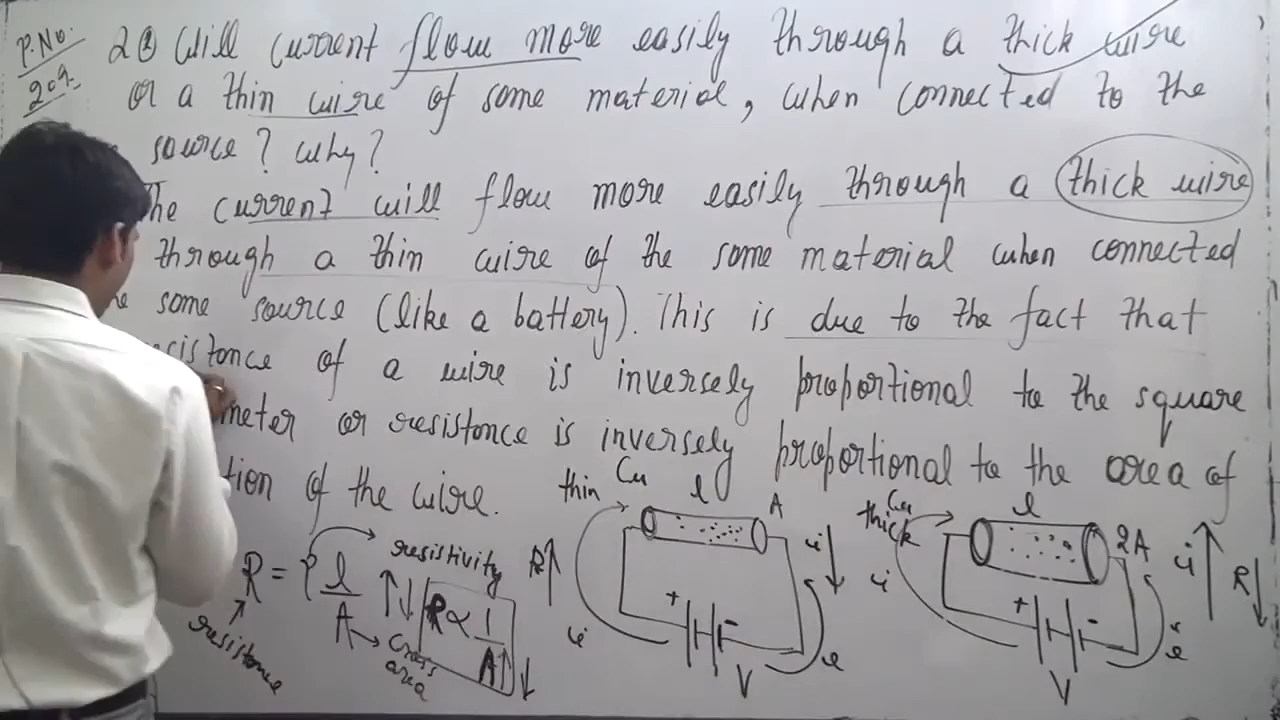 P.No. 209.
2② Will current flow more easily through a thick wire
or a thin wire of same material, when connected to the
source? Why?
The current will flow more easily through a thick wire
through a thin wire of the same material when connected
same source (like a battery). This is due to the fact that
resistance of a wire is inversely proportional to the square
meter or resistance is inversely proportional to the area of
tion of the wire.
thin Cu l A
Cu thick l 2A
R = ρ l/A ↑↓
resistivity
R ∝ 1/A ↑↓
resistance
Cross area
R↑ i + - V e i↓
i + - V e i↑ R↓